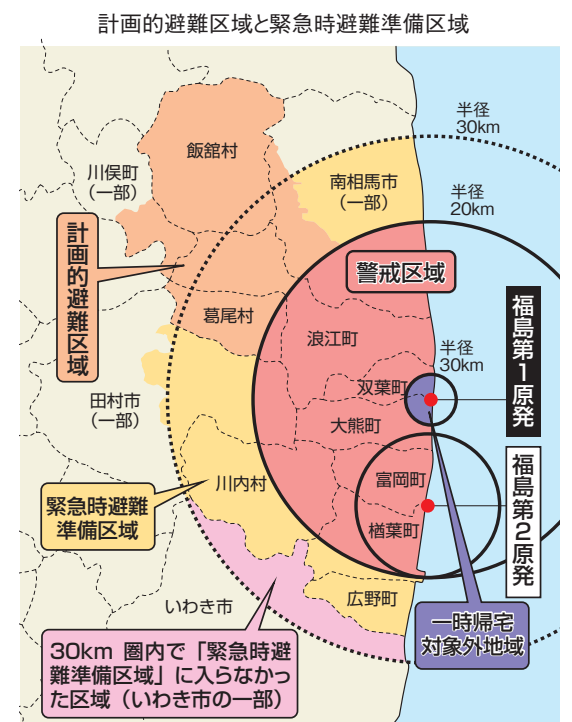 計画的避難区域と緊急時避難準備区域
半径
30km
飯舘村
川俣町
（一部）
南相馬市
（一部）
半径
20km
計画的避難区域
警戒区域
葛尾村
浪江町
福島第1原発
半径
30km
双葉町
田村市
（一部）
大熊町
川内村
富岡町
福島第2原発
緊急時避難
準備区域
楢葉町
いわき市
広野町
一時帰宅
対象外地域
30km 圏内で「緊急時避
難準備区域」に入らなかっ
た区域（いわき市の一部）